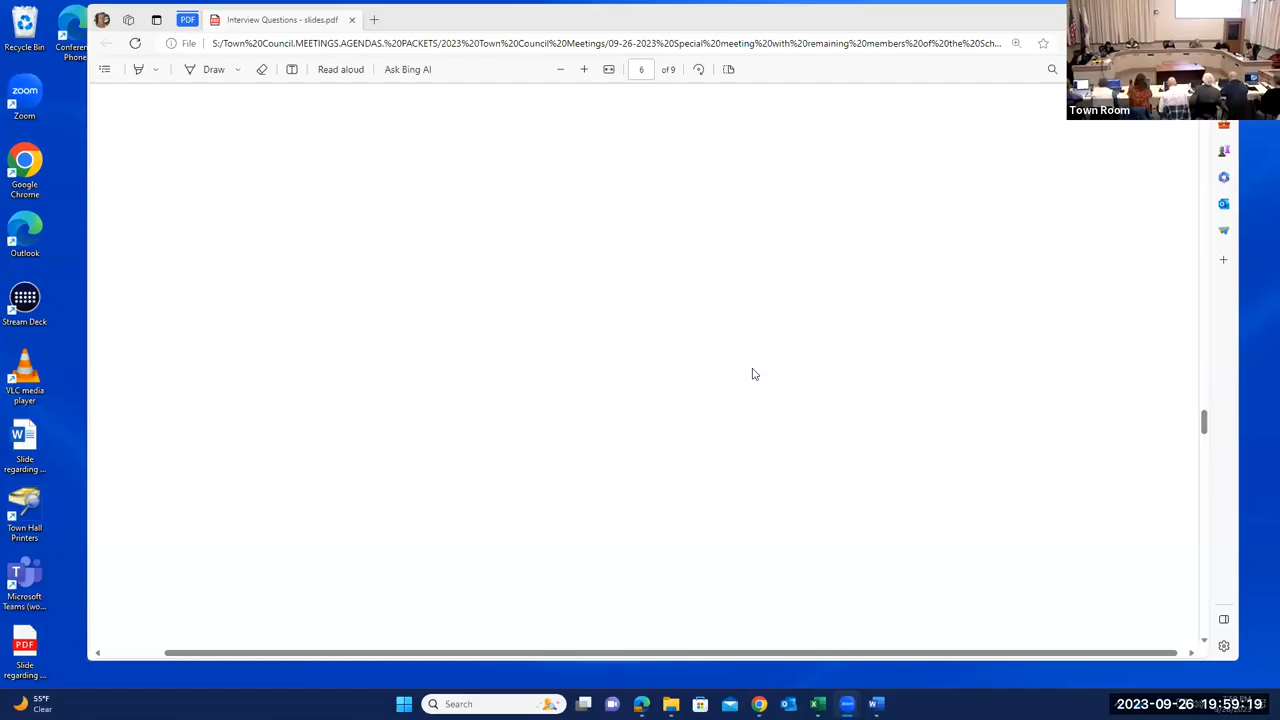 Recycle Bin
Conferen
Phone
PDF
Interview Questions - slides.pdf
File
S:/Town%20Council.MEETINGS.AGENDAS.%20PACKETS/2023%20Town%20Council%20Meetings/09-26-2023%20Special%20meeting%20with%20remaining%20members%20of%20the%20Sch...
Draw
Read aloud
Ask Bing AI
6
of 9
Town Room
zoom
Zoom
Google
Chrome
Outlook
Stream Deck
VLC media
player
Slide
regarding ...
Town Hall
Printers
Microsoft
Teams (wo...
PDF
Slide
regarding ...
55°F
Clear
Search
2023-09-26 19:59:19